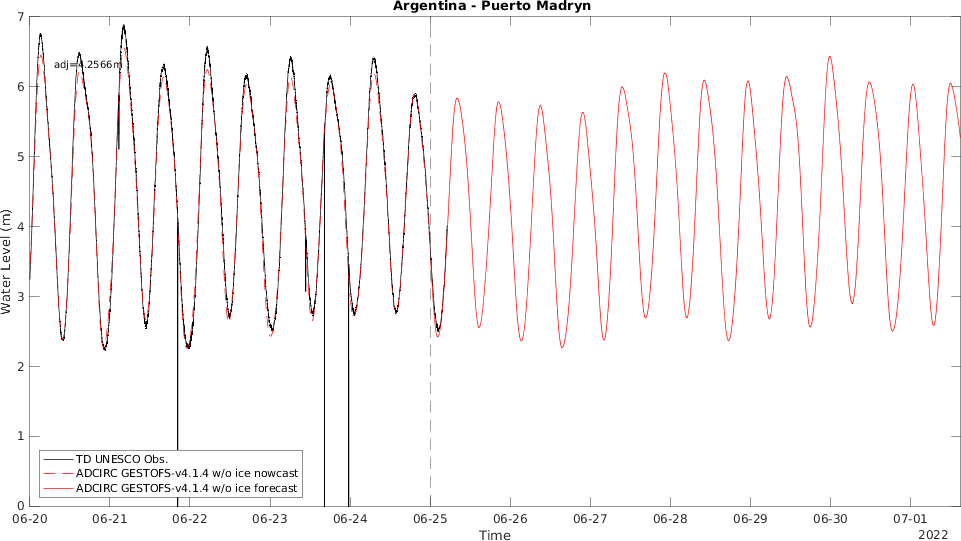 Argentina - Puerto Madryn
7
6
5
4
3
2
1
0
Water Level (m)
adj=4.2566m
TD UNESCO Obs.
ADCIRC GESTOFS-v4.1.4 w/o ice nowcast
ADCIRC GESTOFS-v4.1.4 w/o ice forecast
06-20 06-21 06-22 06-23 06-24 06-25 06-26 06-27 06-28 06-29 06-30 07-01
Time
2022